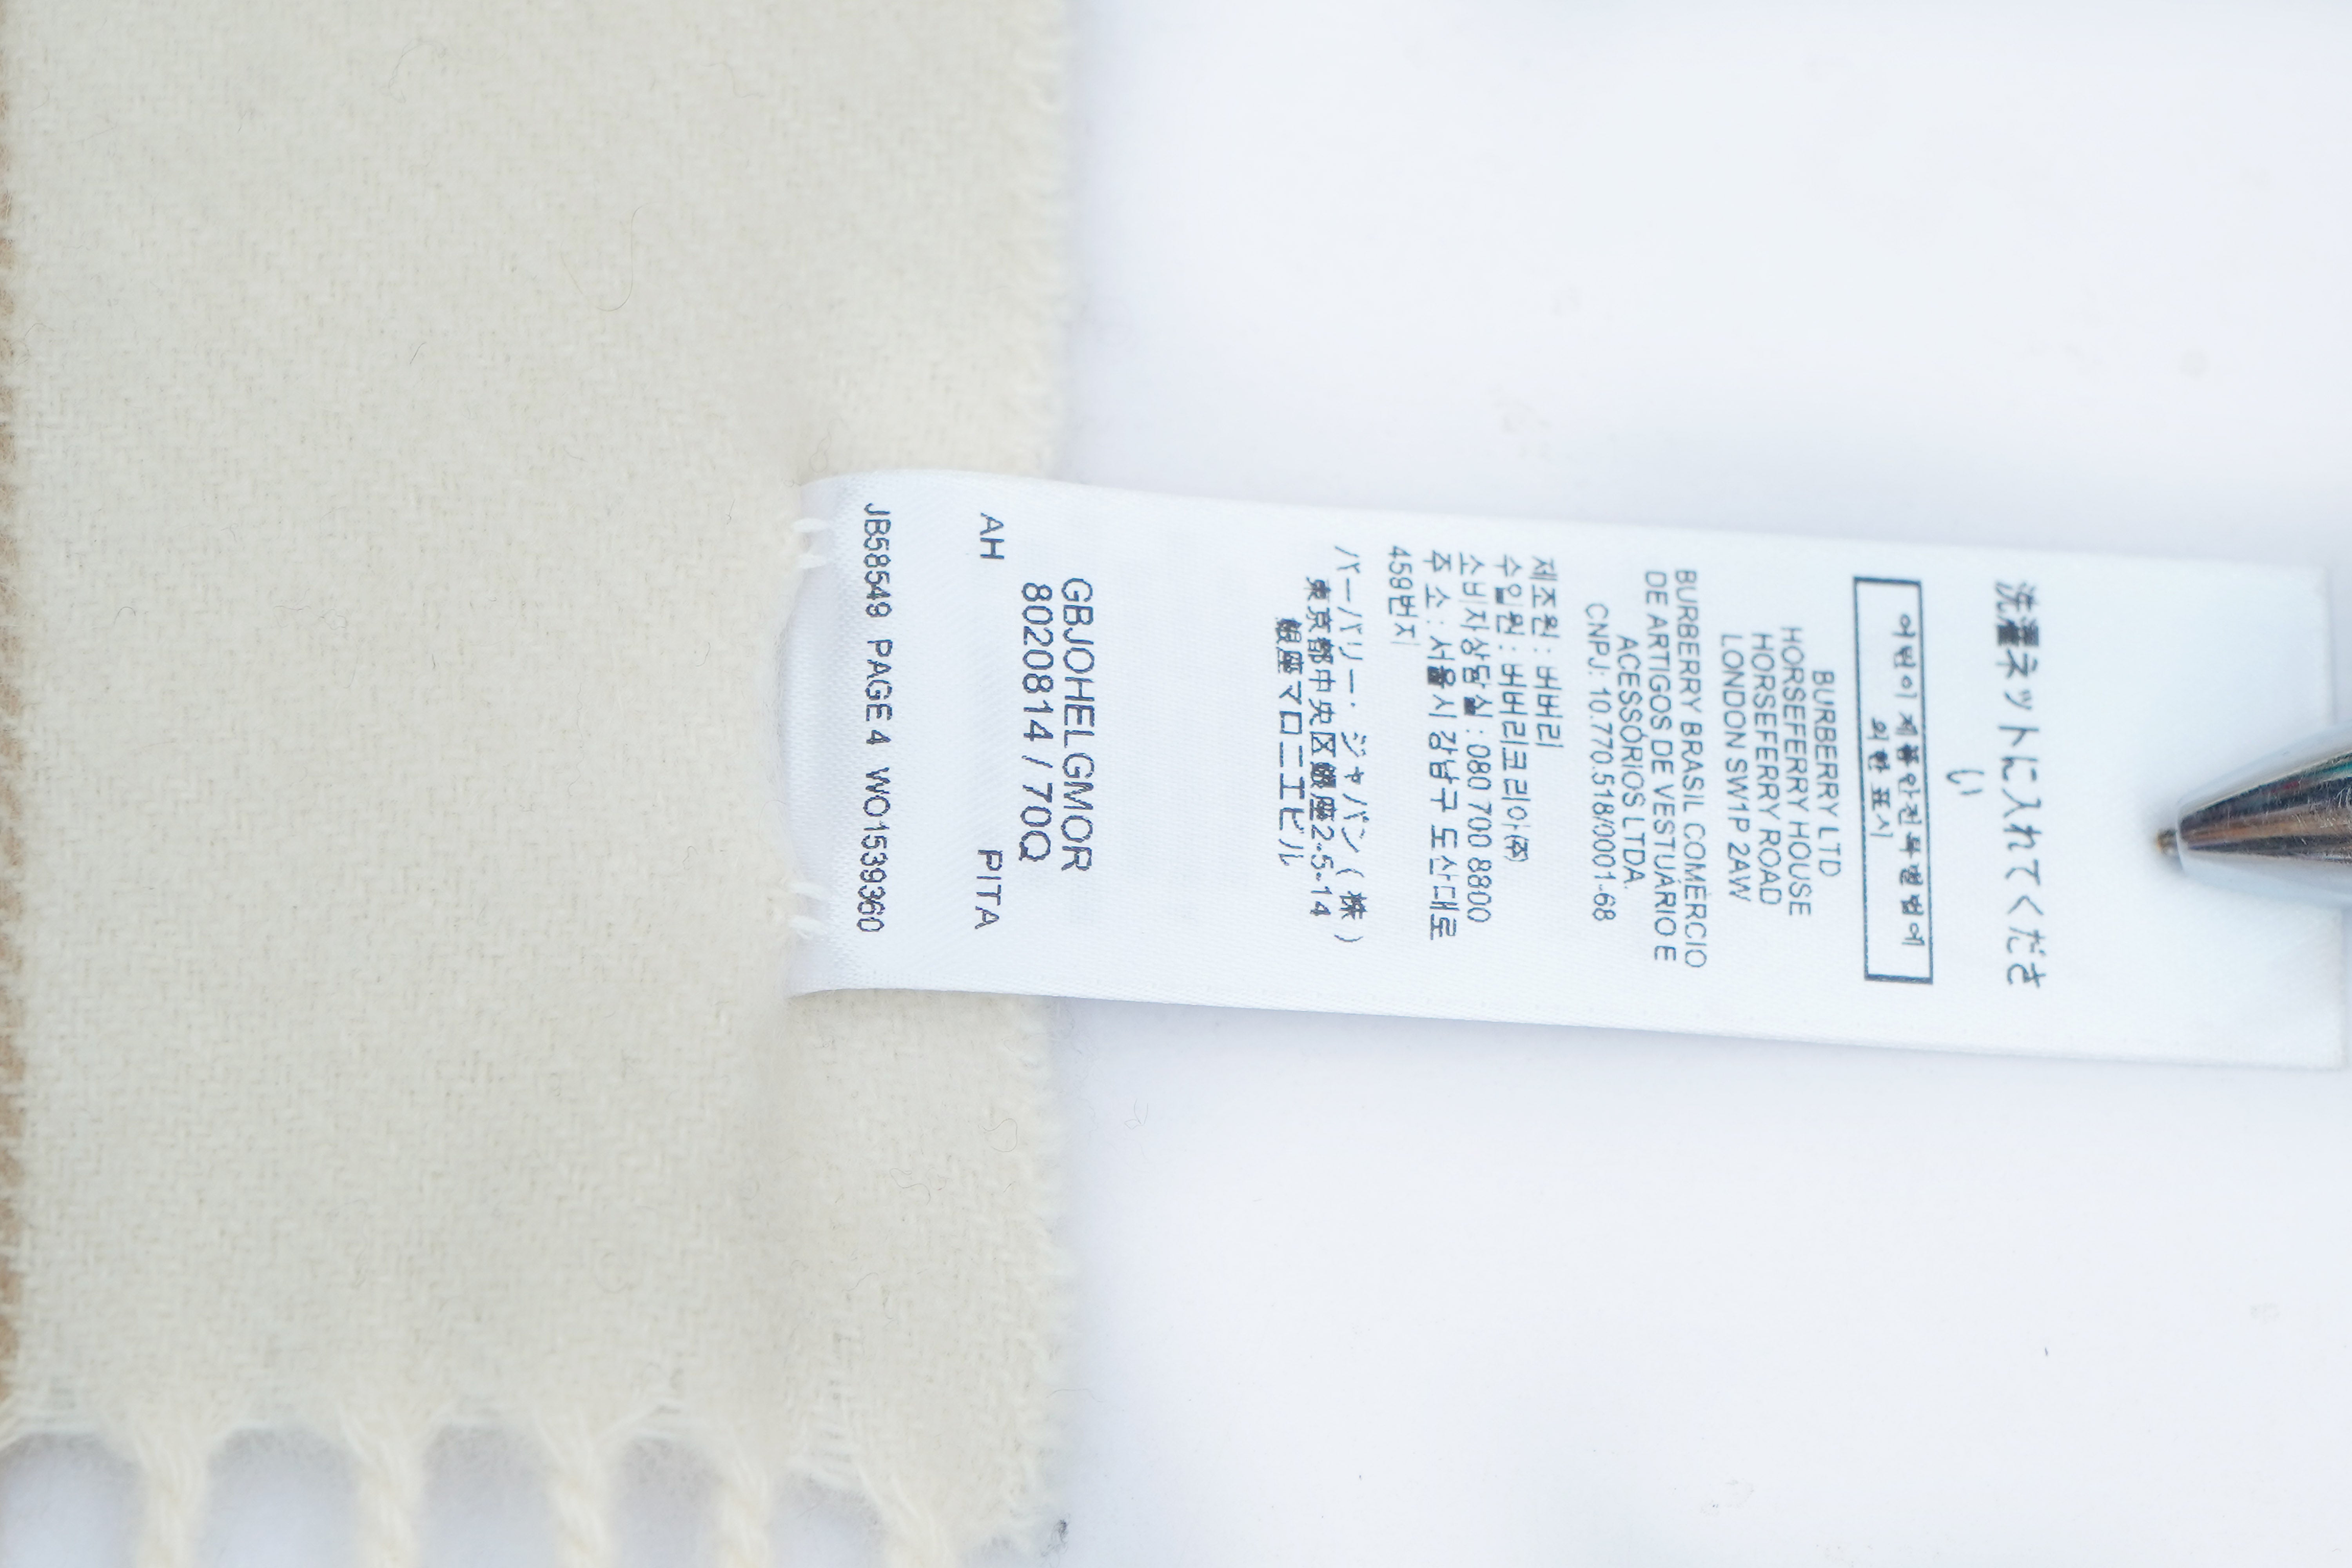 洗濯ネットに入れてくださ
い
어린이제품안전특별법에
의한 표시
BURBERRY LTD
HORSEFERRY HOUSE
HORSEFERRY ROAD
LONDON SW1P 2AW
BURBERRY BRASIL COMÉRCIO
DE ARTIGOS DE VESTUÁRIO E
ACESSÓRIOS LTDA.
CNPJ: 10.770.518/0001-68
제조원 : 버버리
수입원 : 버버리코리아㈜
소비자상담실 : 080 700 8800
주 소 : 서울시 강남구 도산대로
459번지
バーバリー・ジャパン(株)
東京都中央区銀座2-5-14
銀座マロニエビル
GBJOHELGMOR
8020814 / 70Q
AH PITA
JB58549 PAGE 4 WO1539360